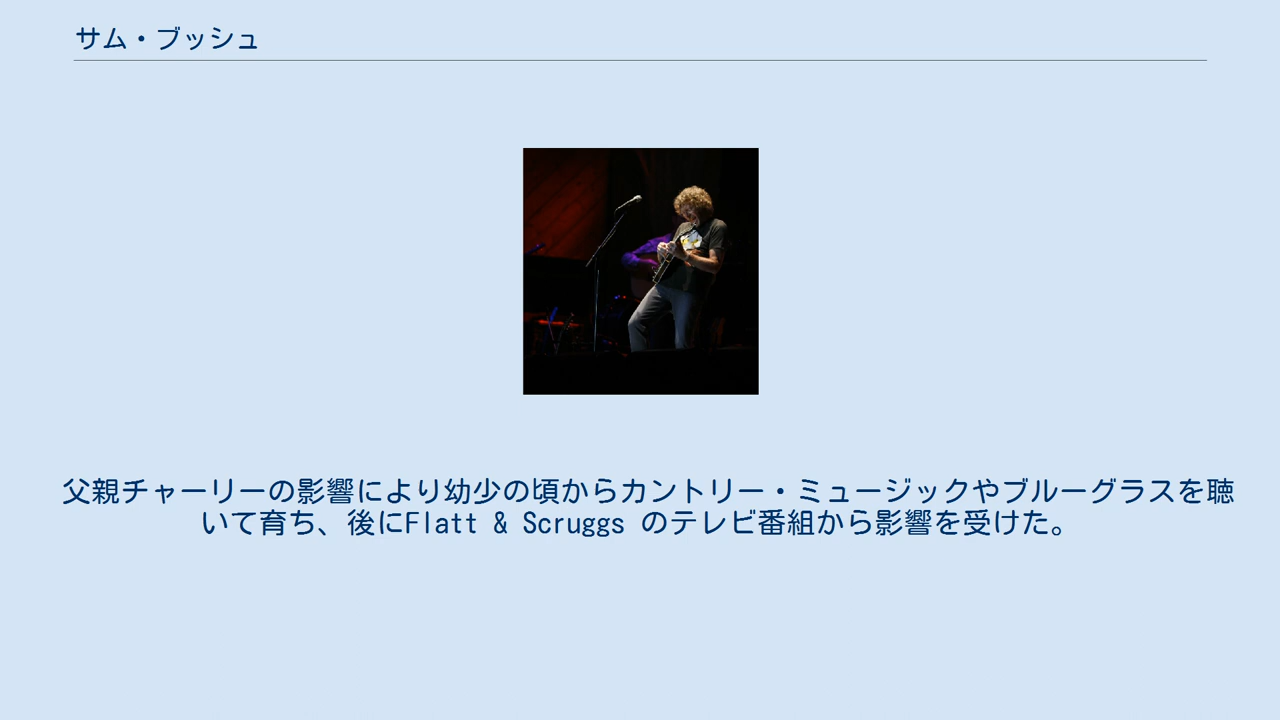 サム・ブッシュ
父親チャーリーの影響により幼少の頃からカントリー・ミュージックやブルーグラスを聴
いて育ち、後にFlatt & Scruggs のテレビ番組から影響を受けた。